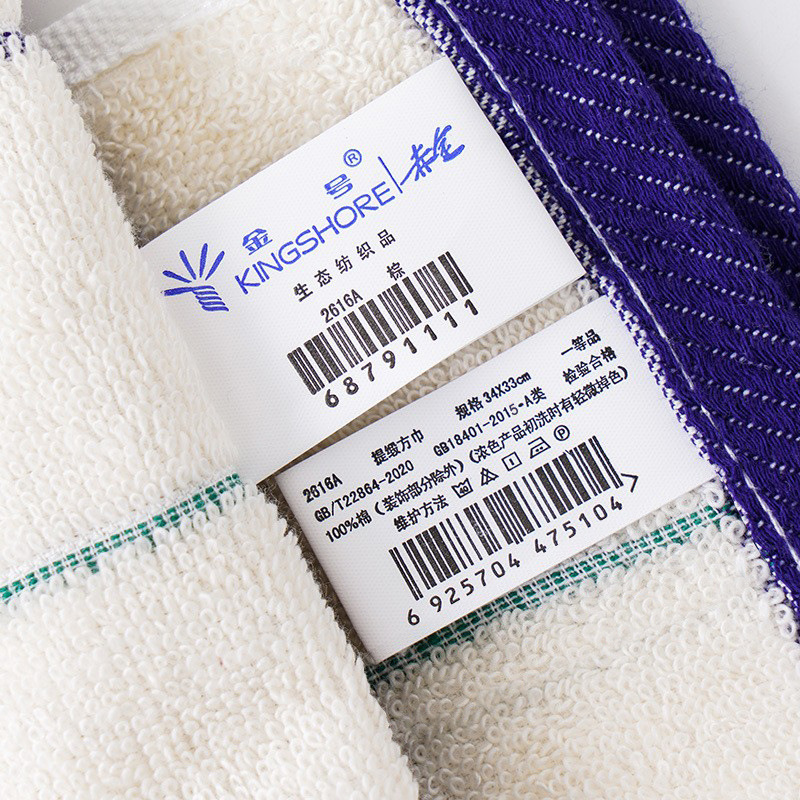 金号®
KINGSHORE
生态纺织品
2616A 棕
68791111
2616A 提缎方巾 规格 34X33cm 一等品
GB/T22864-2020 GB18401-2015-A类 检验合格
100%棉（装饰部分除外）（浓色产品初洗时有轻微掉色）
维护方法
6 925704 475104